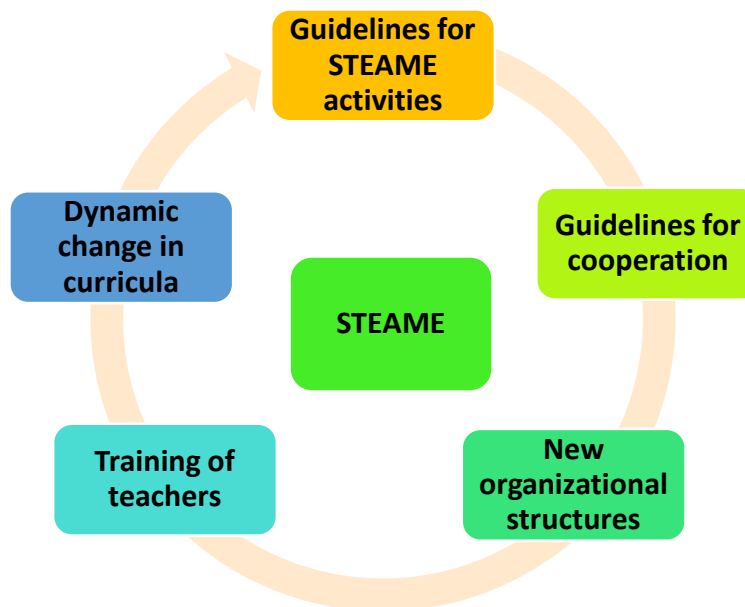 Guidelines for
STEAME
activities
Guidelines for
cooperation
New
organizational
structures
Training of
teachers
Dynamic
change in
curricula
STEAME